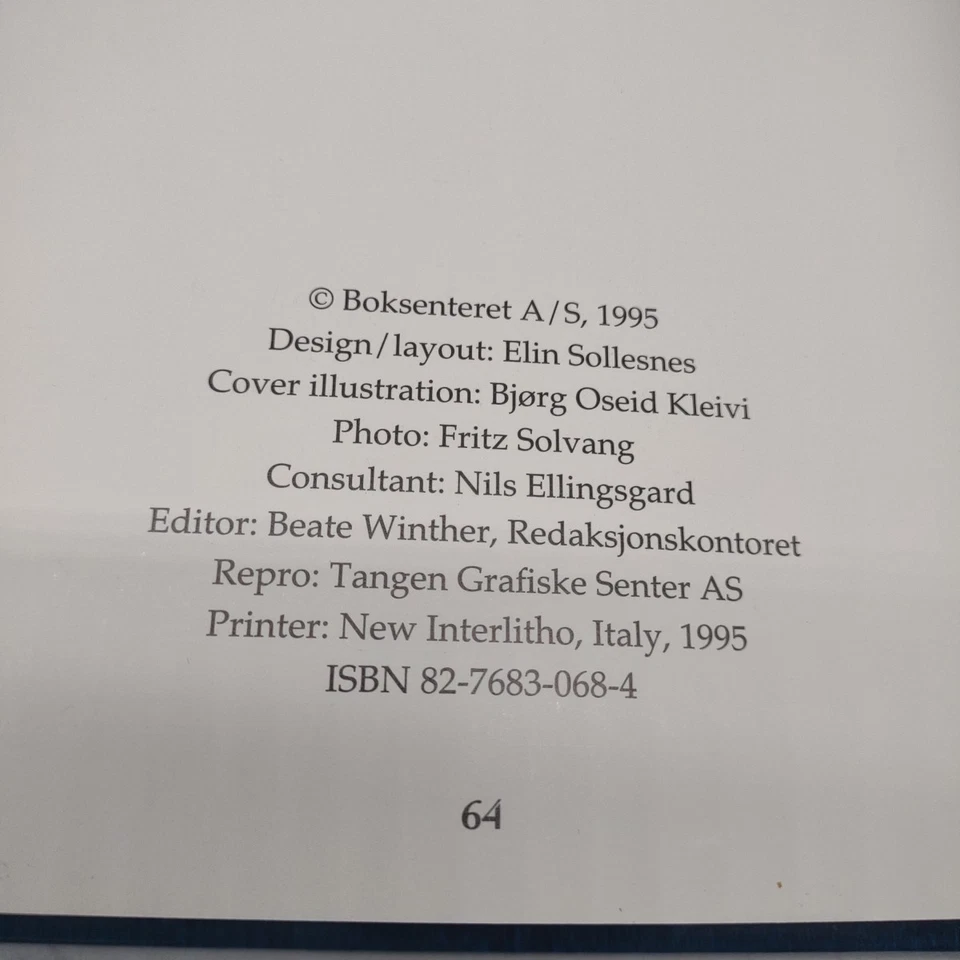 © Boksenteret A/S, 1995
Design/layout: Elin Sollesnes
Cover illustration: Bjørg Oseid Kleivi
Photo: Fritz Solvang
Consultant: Nils Ellingsgard
Editor: Beate Winther, Redaksjonskontoret
Repro: Tangen Grafiske Senter AS
Printer: New Interlitho, Italy, 1995
ISBN 82-7683-068-4
64